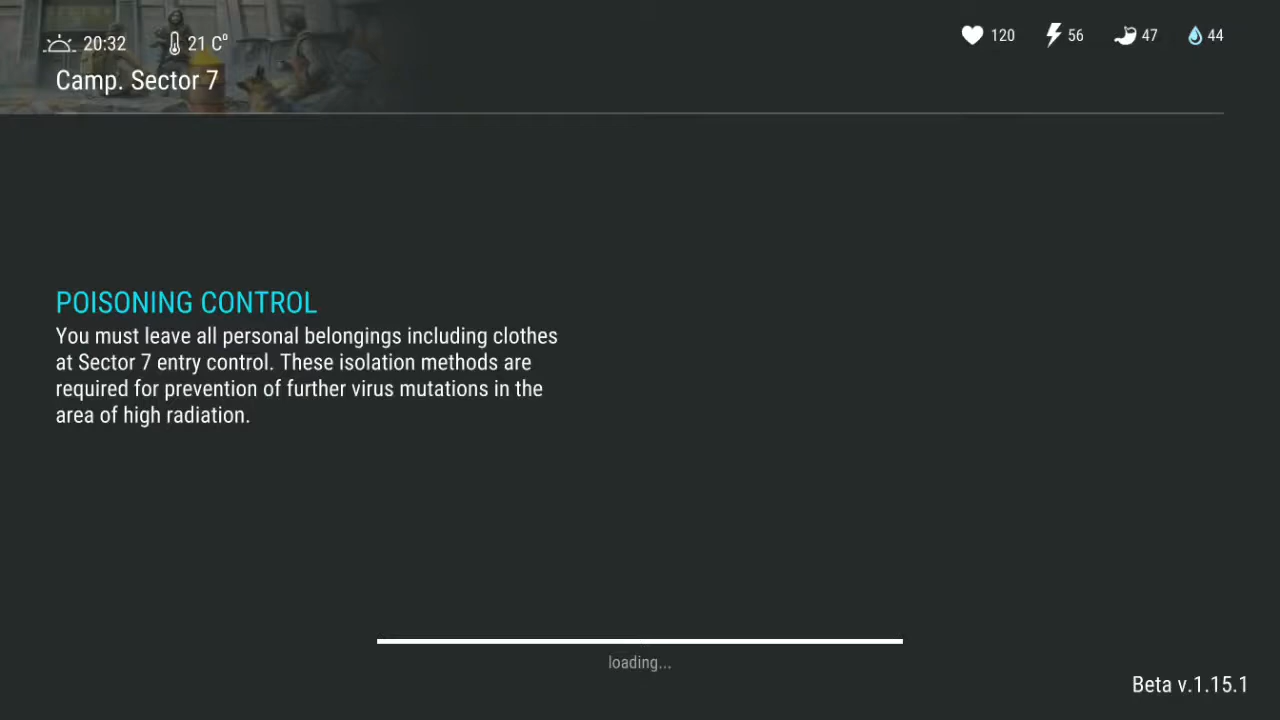 20:32 21 C°
120 56 47 44
Camp. Sector 7
POISONING CONTROL
You must leave all personal belongings including clothes
at Sector 7 entry control. These isolation methods are
required for prevention of further virus mutations in the
area of high radiation.
loading...
Beta v.1.15.1